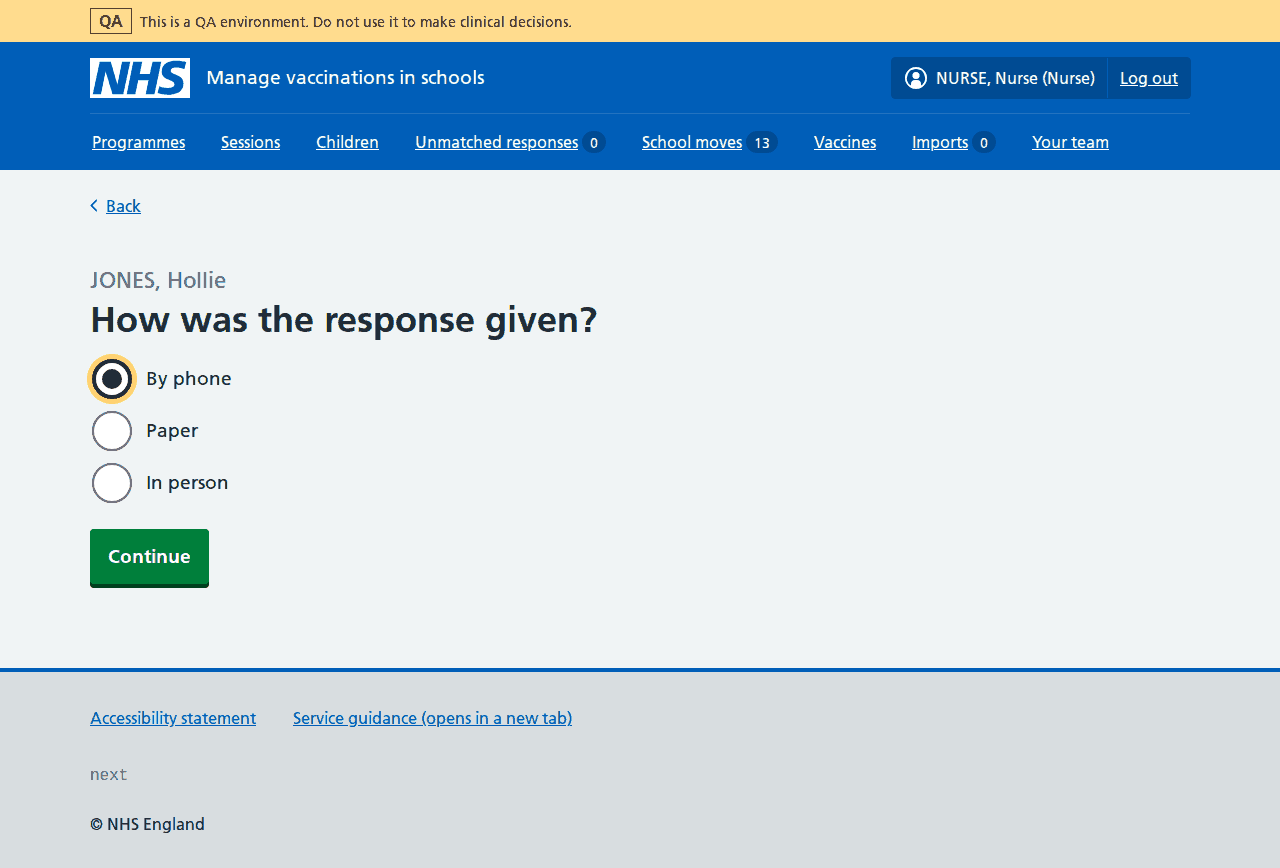 QA This is a QA environment. Do not use it to make clinical decisions.
NHS Manage vaccinations in schools NURSE, Nurse (Nurse) Log out
Programmes Sessions Children Unmatched responses 0 School moves 13 Vaccines Imports 0 Your team
Back
JONES, Hollie
How was the response given?
By phone
Paper
In person
Continue
Accessibility statement Service guidance (opens in a new tab)
next
© NHS England